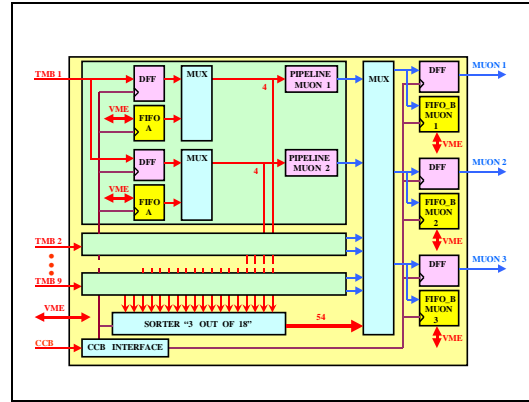 TMB 1
DFF
MUX
PIPELINE
MUON 1
MUX
DFF
MUON 1
4
VME
FIFO
A
FIFO_B
MUON
1
VME
DFF
MUX
PIPELINE
MUON 2
4
DFF
MUON 2
VME
FIFO
A
FIFO_B
MUON
2
VME
TMB 2
TMB 9
DFF
MUON 3
FIFO_B
MUON
3
VME
VME
SORTER “3 OUT OF 18”
54
CCB
CCB INTERFACE